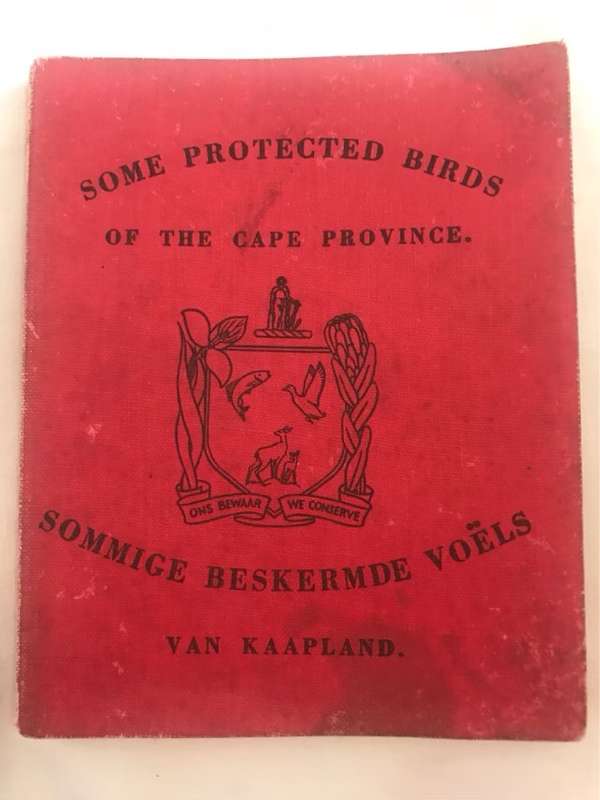 SOME PROTECTED BIRDS
OF THE CAPE PROVINCE.
ONS BEWAAR WE CONSERVE
SOMMIGE BESKERMDE VOËLS
VAN KAAPLAND.